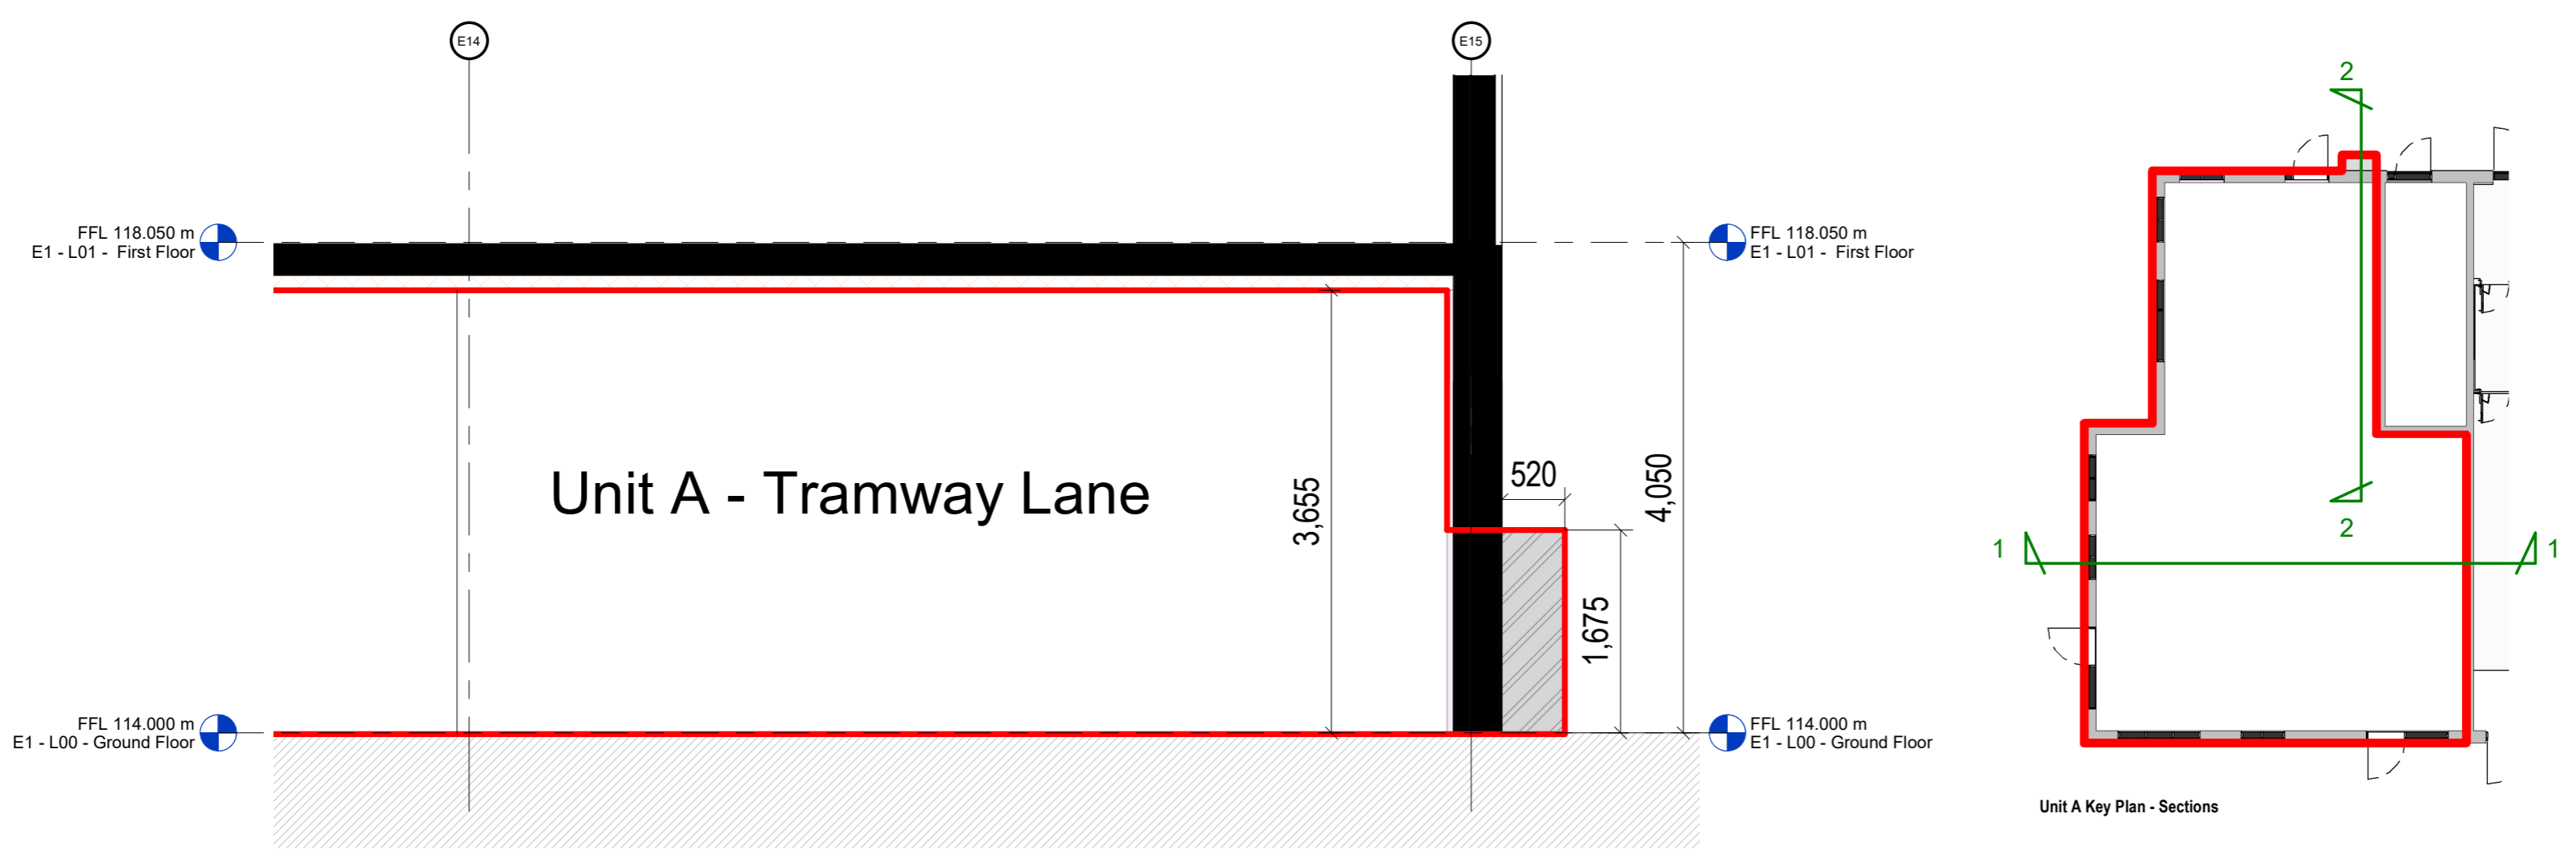 E14
E15
FFL 118.050 m
E1 - L01 -  First Floor
FFL 118.050 m
E1 - L01 -  First Floor
Unit A - Tramway Lane
3,655
520
4,050
1,675
FFL 114.000 m
E1 - L00 - Ground Floor
FFL 114.000 m
E1 - L00 - Ground Floor
2
2
1
1
Unit A Key Plan - Sections